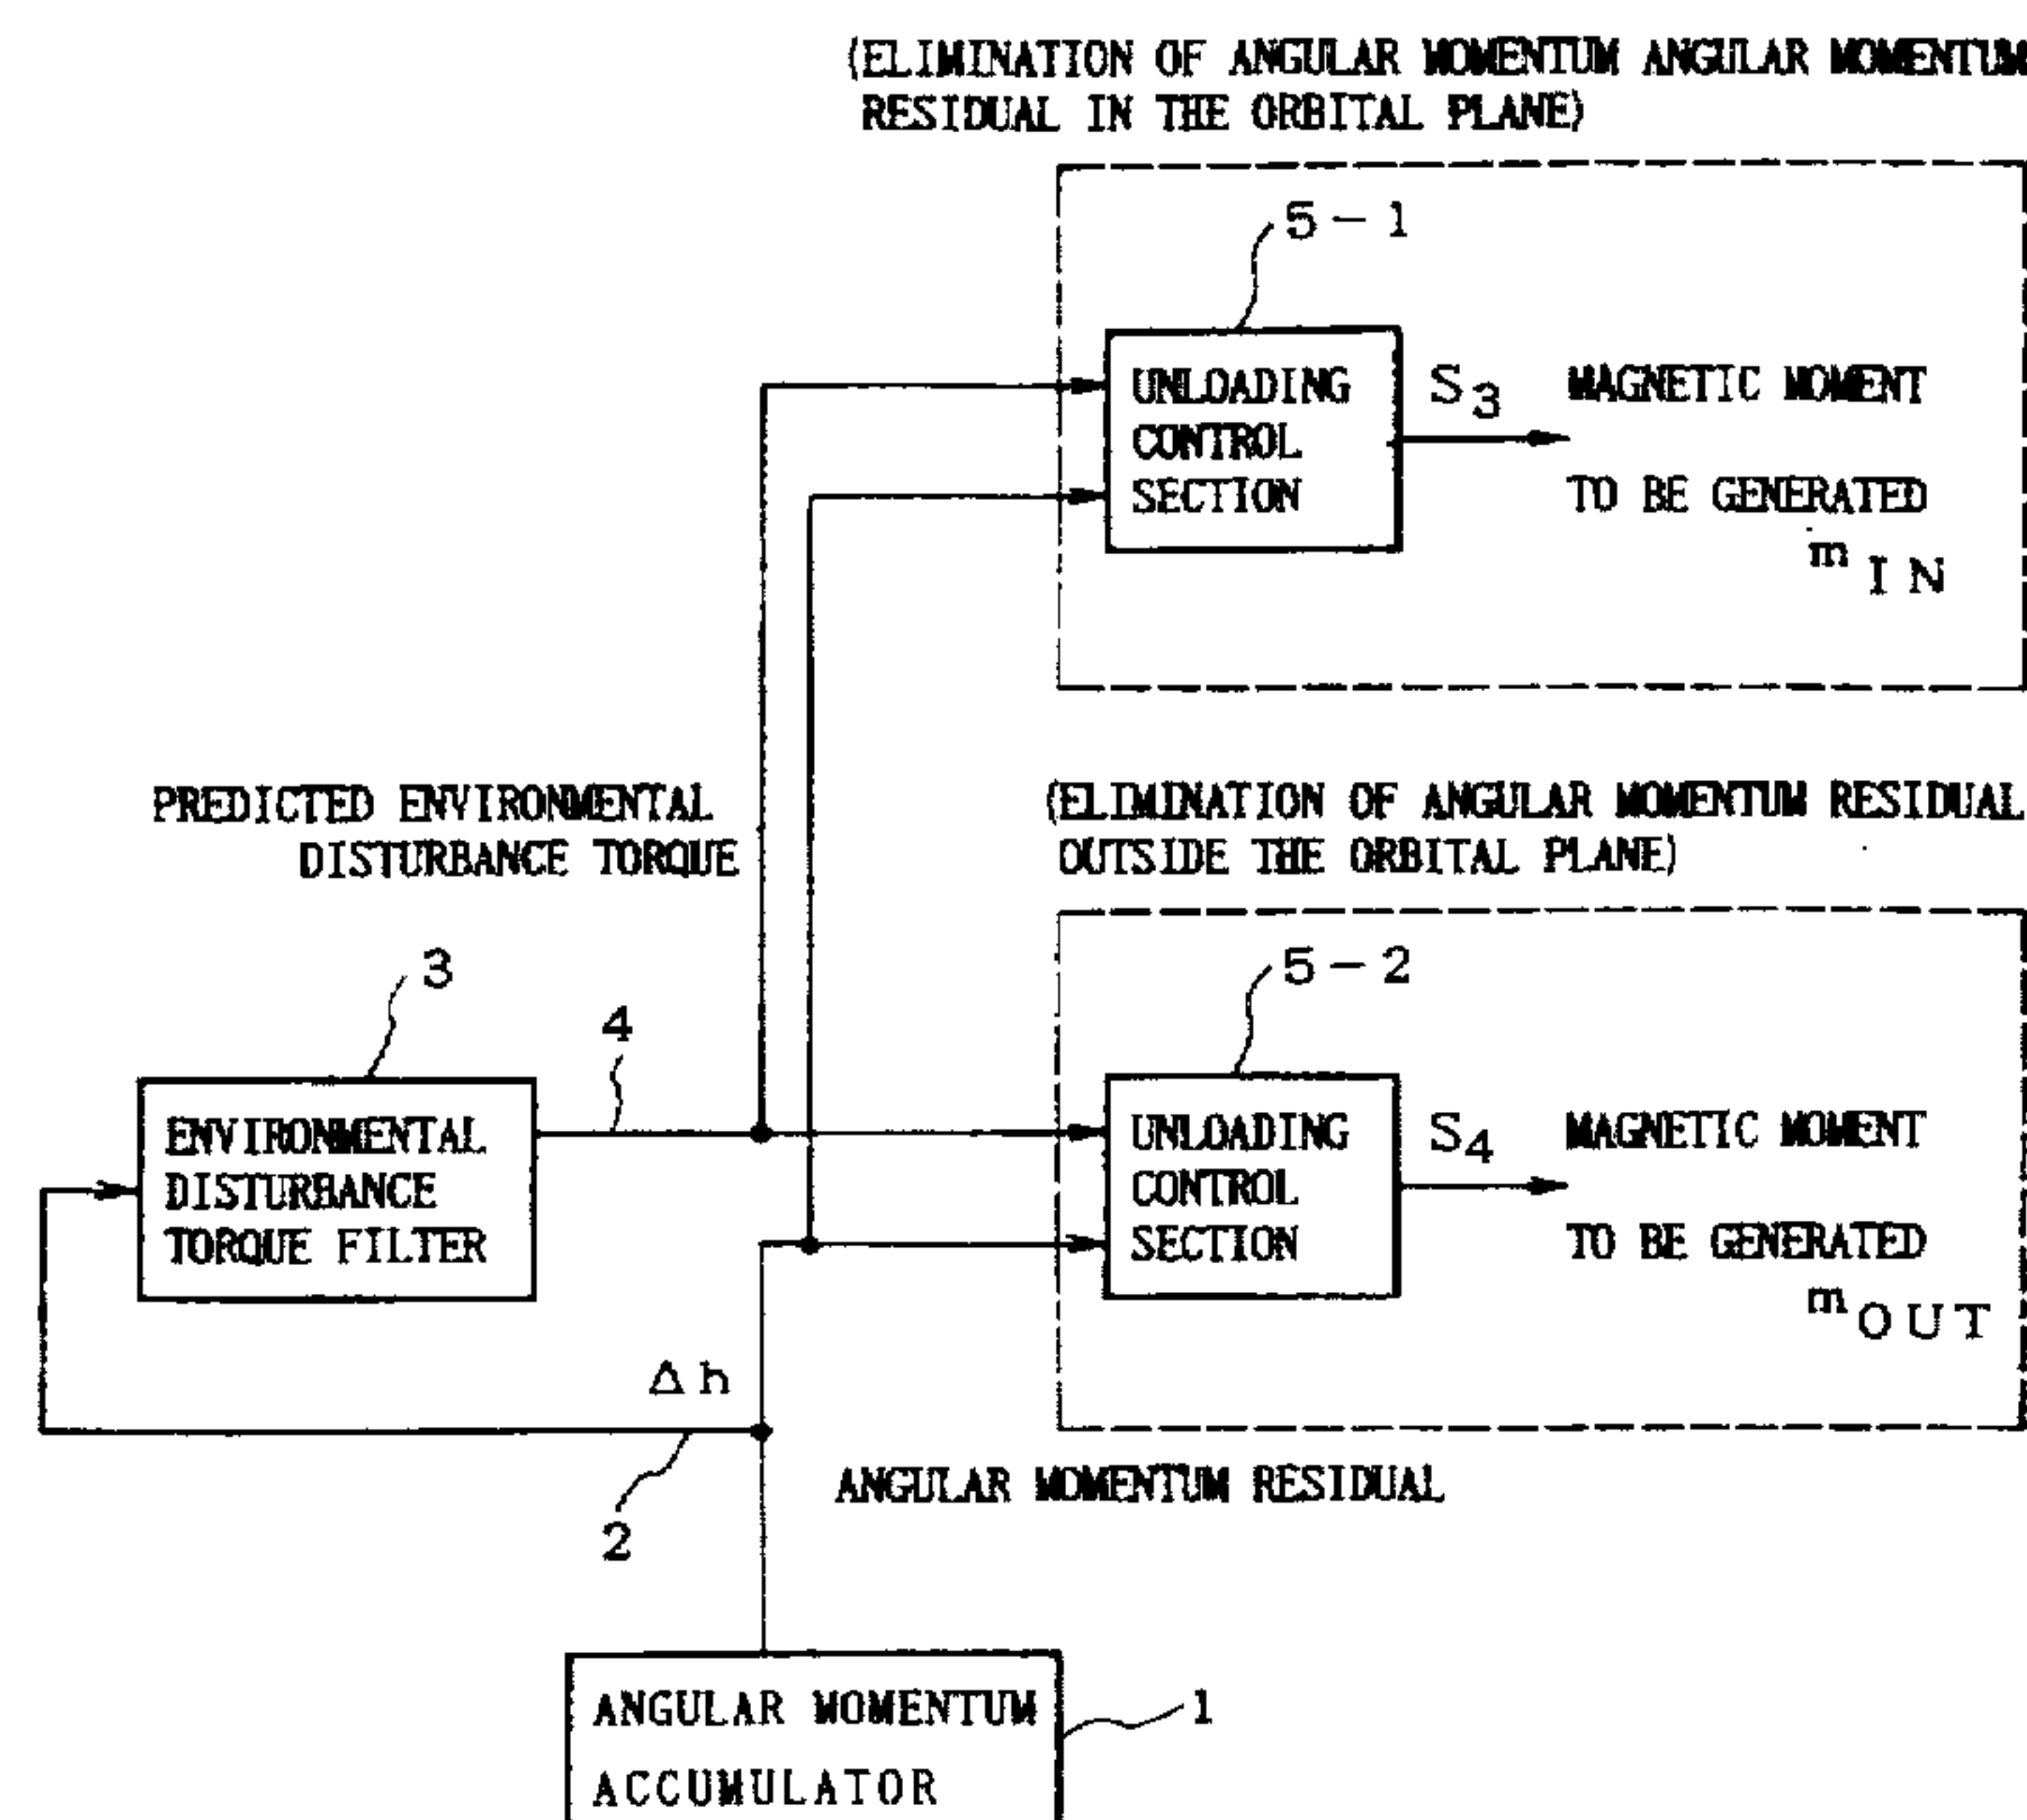 (ELIMINATION OF ANGULAR MOMENTUM ANGULAR MOMENTUM
RESIDUAL IN THE ORBITAL PLANE)
5-1
UNLOADING
CONTROL
SECTION
S3
MAGNETIC MOMENT
TO BE GENERATED
m IN
PREDICTED ENVIRONMENTAL
DISTURBANCE TORQUE
(ELIMINATION OF ANGULAR MOMENTUM RESIDUAL
OUTSIDE THE ORBITAL PLANE)
3
4
5-2
ENVIRONMENTAL
DISTURBANCE
TORQUE FILTER
UNLOADING
CONTROL
SECTION
S4
MAGNETIC MOMENT
TO BE GENERATED
m OUT
Δh
2
ANGULAR MOMENTUM RESIDUAL
ANGULAR MOMENTUM
ACCUMULATOR
1